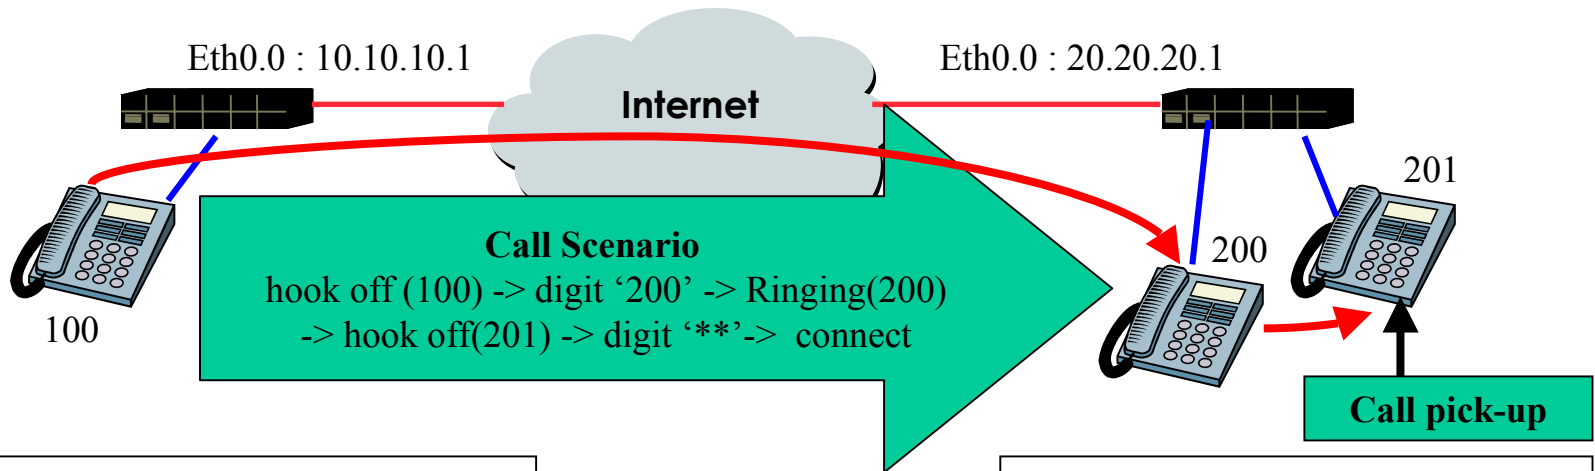 Eth0.0 : 10.10.10.1
Eth0.0 : 20.20.20.1
Internet
201
200
100
Call Scenario
hook off (100) -> digit ‘200’ -> Ringing(200)
-> hook off(201) -> digit ‘**’-> connect
Call pick-up